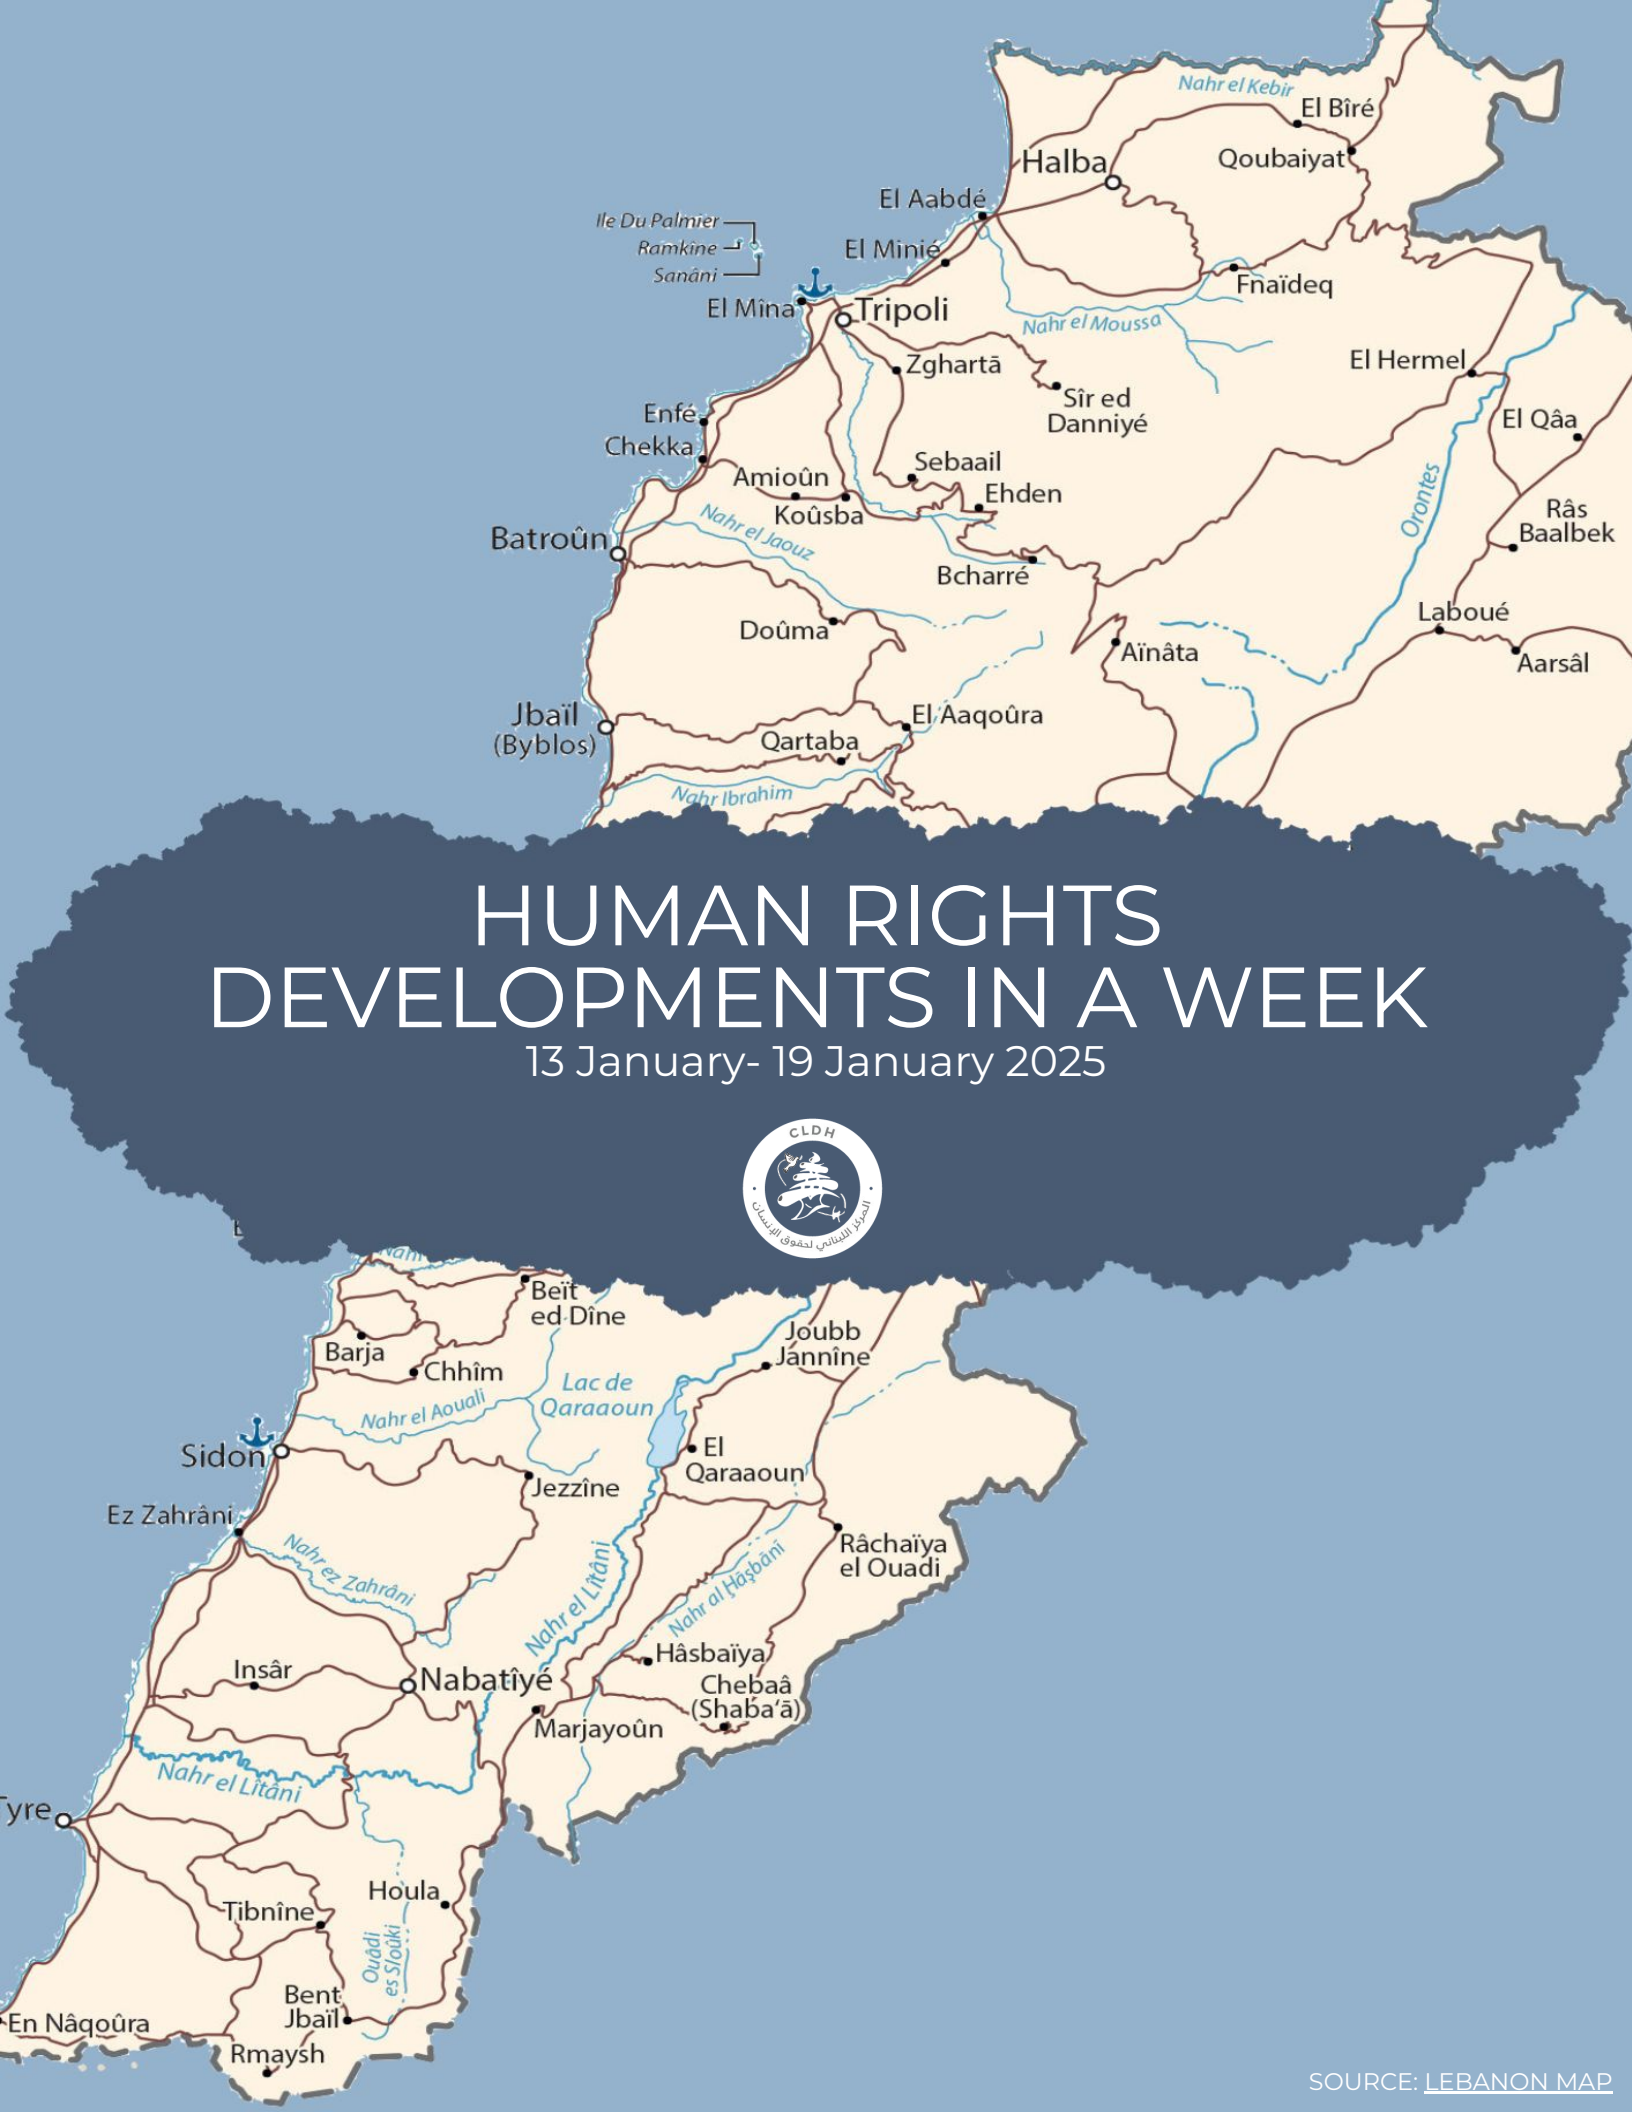 Nahr el Kebir
El Bîré
Halba
Qoubaiyat
El Aabdé
Ile Du Palmier
Ramkine
Sanâni
El Minié
Fnaïdeq
El Mîna
Tripoli
Nahr el Moussa
El Hermel
Zghartā
Sîr ed
Danniyé
Enfé
El Qâa
Chekka
Sebaail
Amioûn
Ehden
Koûsba
Orontes
Râs
Baalbek
Nahr el Jaouz
Batroûn
Bcharré
Laboué
Doûma
Aïnâta
Aarsâl
Jbaïl
(Byblos)
El Aaqoûra
Qartaba
Nahr Ibrahim
HUMAN RIGHTS
DEVELOPMENTS IN A WEEK
13 January- 19 January 2025
CLDH
المركز اللبناني لحقوق الإنسان
Nahr
Beït
ed Dîne
Barja
Joubb
Jannîne
Chhîm
Lac de
Qaraaoun
Nahr el Aouali
Sidon
El
Qaraaoun
Jezzîne
Ez Zahrâni
Nahr ez Zahrâni
Râchaïya
el Ouadi
Nahr el Lîtâni
Nahr al Ḩāşbānī
Insâr
Hâsbaïya
Nabatîyé
Chebaâ
(Shaba'ā)
Marjayoûn
Nahr el Lîtâni
Tyre
Houla
Tibnîne
Ouâdi
es Sloûki
Bent
Jbaïl
En Nâqoûra
Rmaysh
SOURCE: LEBANON MAP